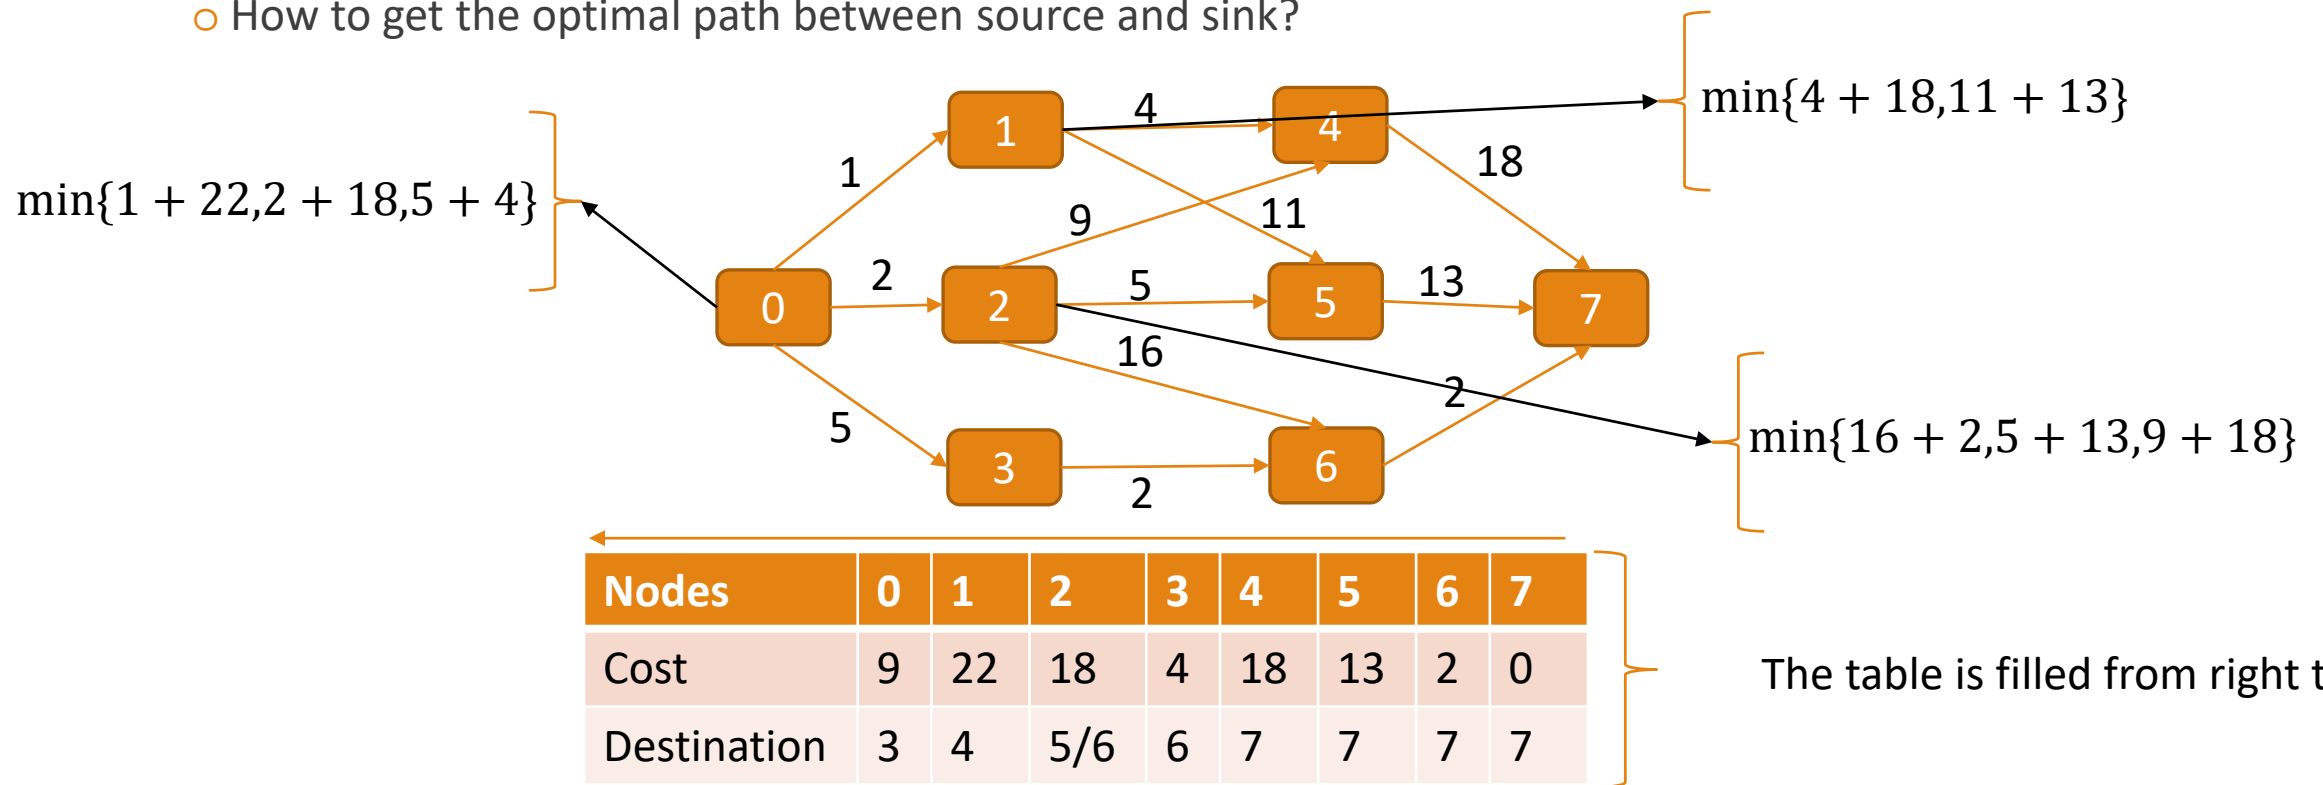 ○ How to get the optimal path between source and sink?
min{4 + 18,11 + 13}
min{1 + 22,2 + 18,5 + 4}
1
4
4
18
1
9
11
2
5
13
0
2
5
7
16
2
5
min{16 + 2,5 + 13,9 + 18}
3
6
2
Nodes 0 1 2 3 4 5 6 7
Cost 9 22 18 4 18 13 2 0
Destination 3 4 5/6 6 7 7 7 7
The table is filled from right